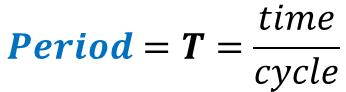 Period = T = time/cycle